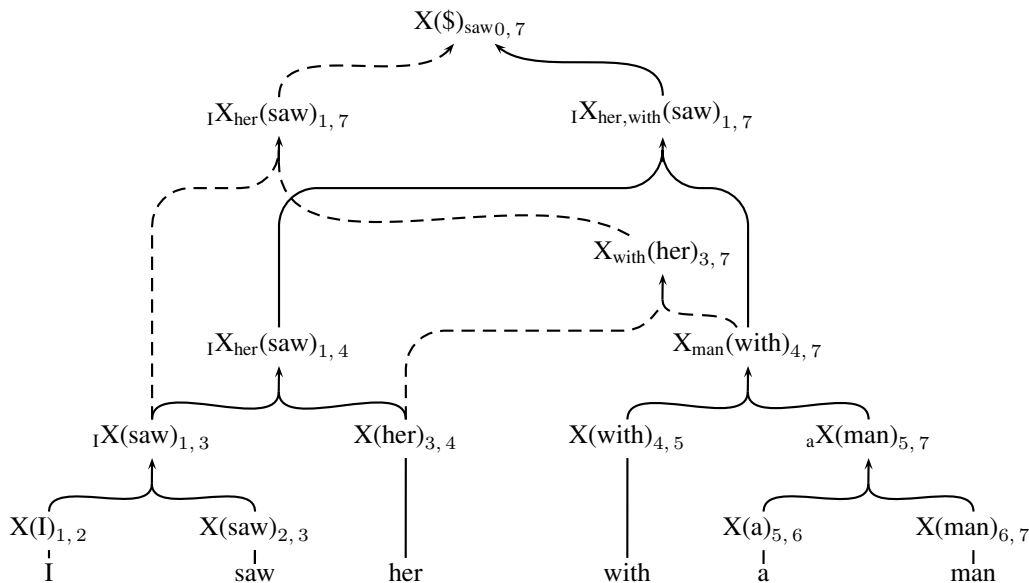 X($)saw0, 7
IXher(saw)1, 7 IXher,with(saw)1, 7
Xwith(her)3, 7
IXher(saw)1, 4 Xman(with)4, 7
IX(saw)1, 3 X(her)3, 4 X(with)4, 5 aX(man)5, 7
X(I)1, 2 X(saw)2, 3 X(a)5, 6 X(man)6, 7
I saw her with a man